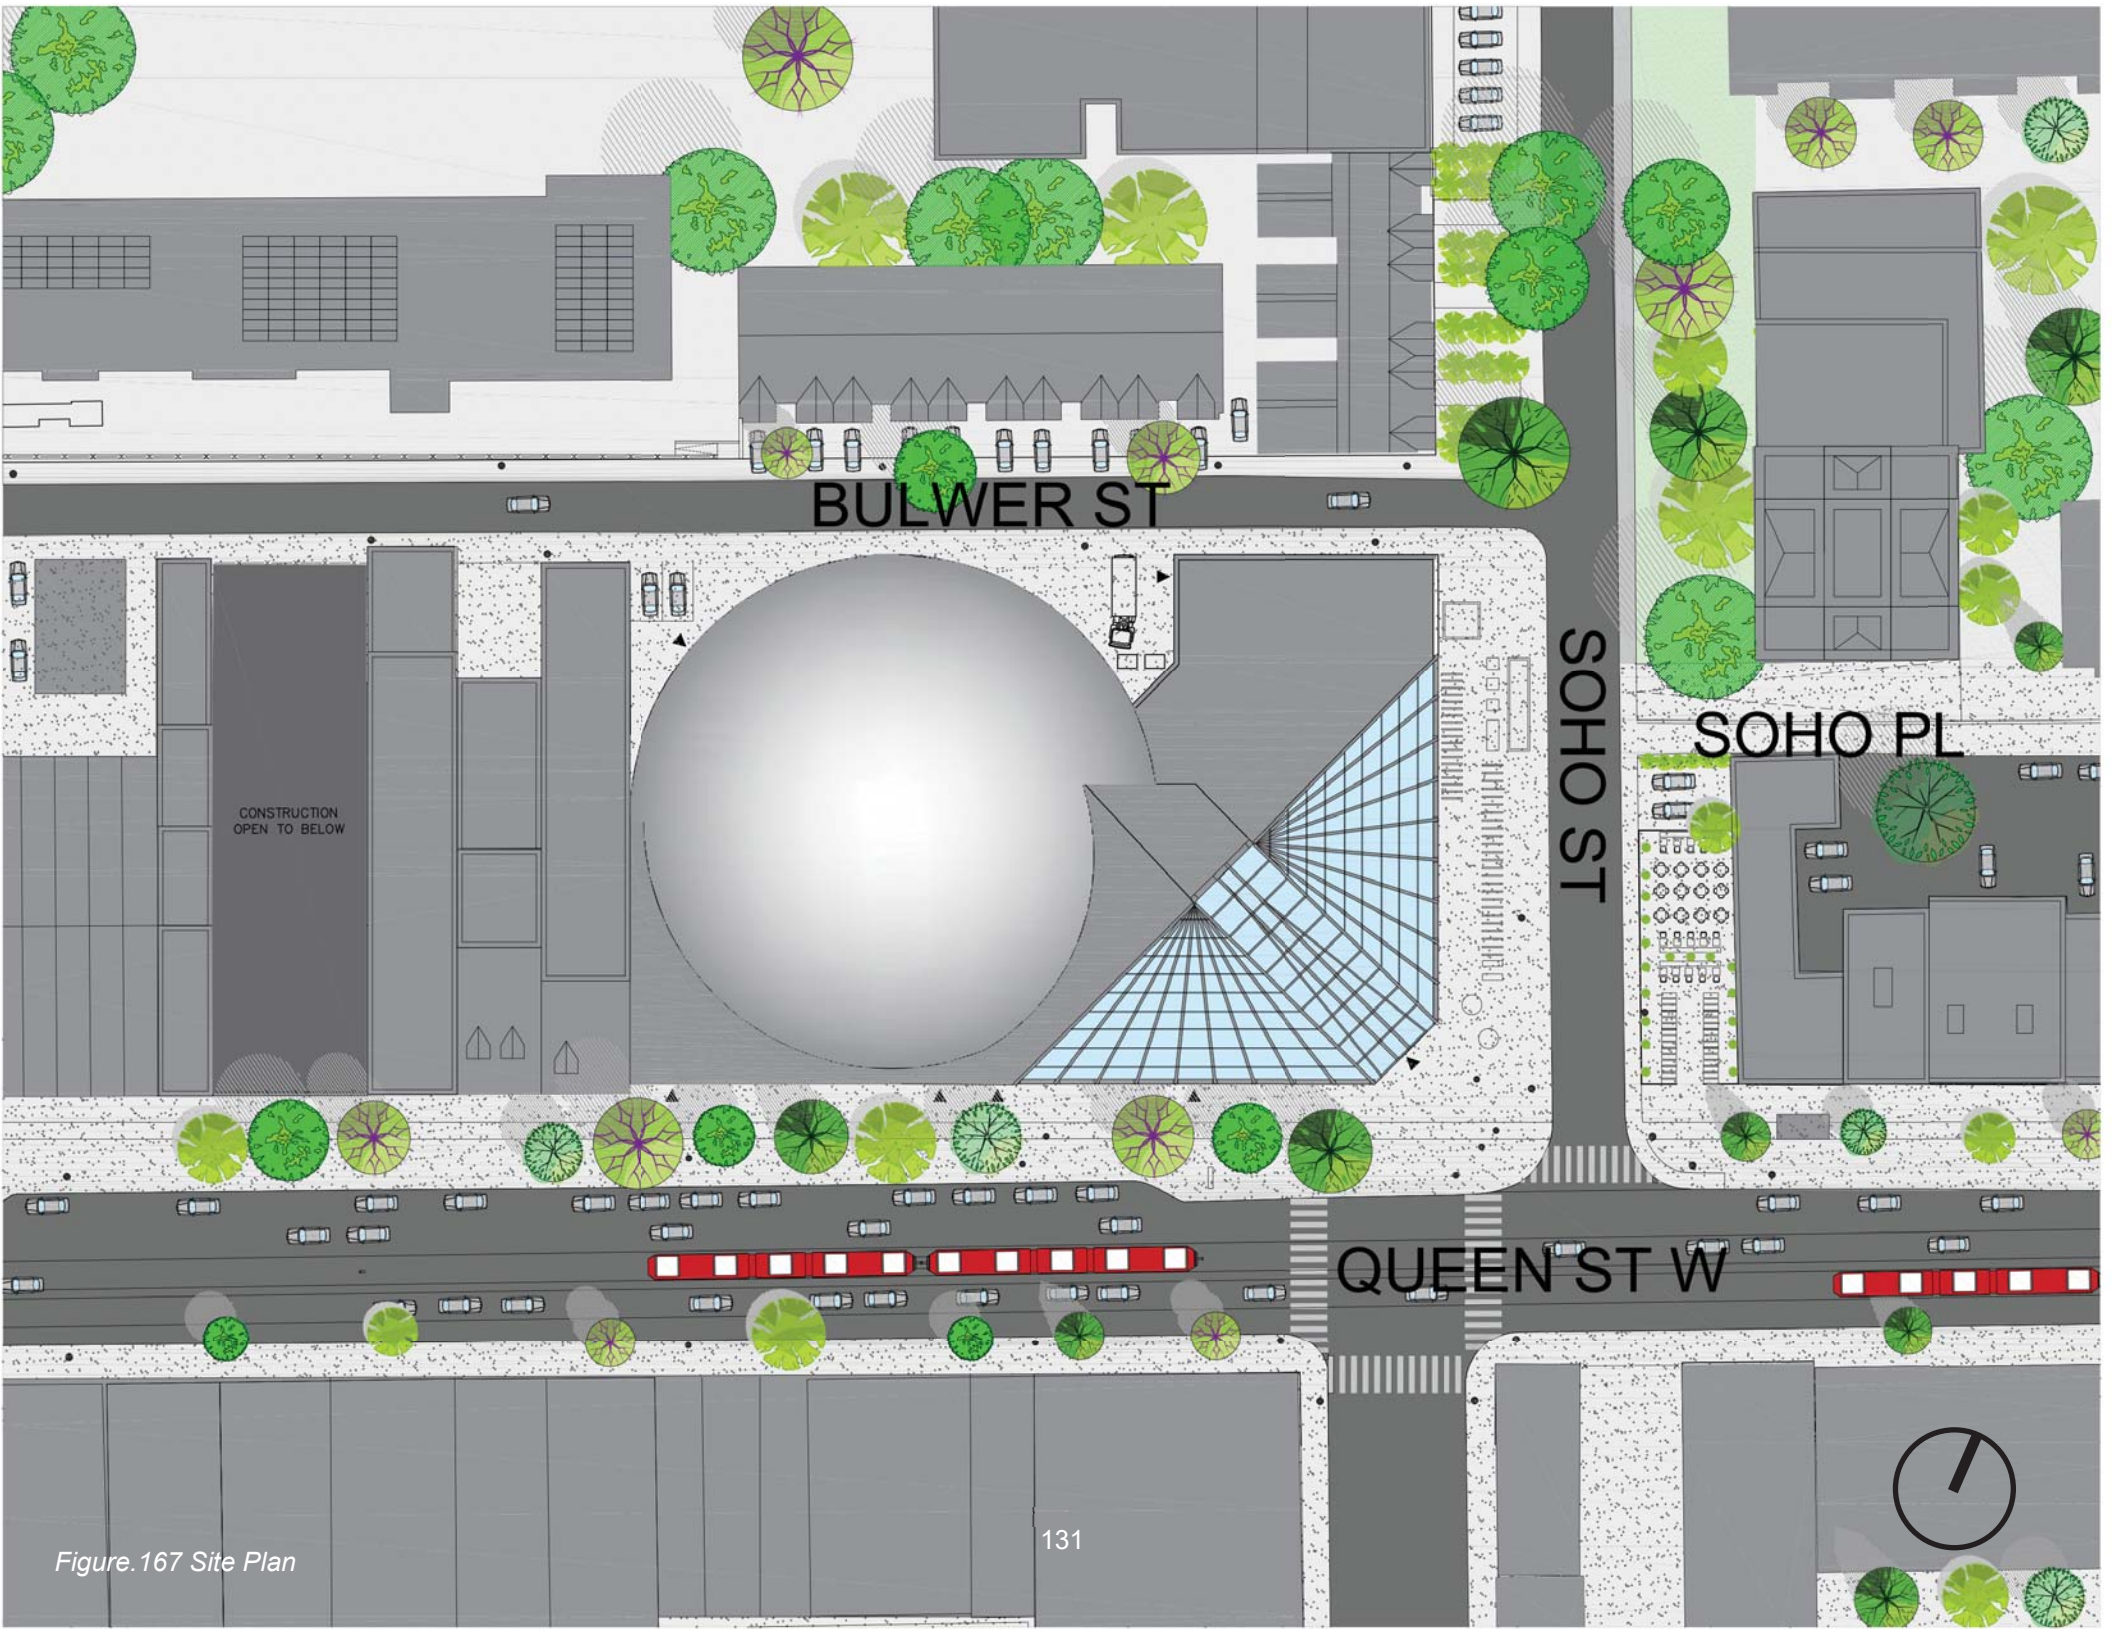 BULWER ST
SOHO ST
SOHO PL
CONSTRUCTION
OPEN TO BELOW
QUEEN ST W
131
Figure.167 Site Plan